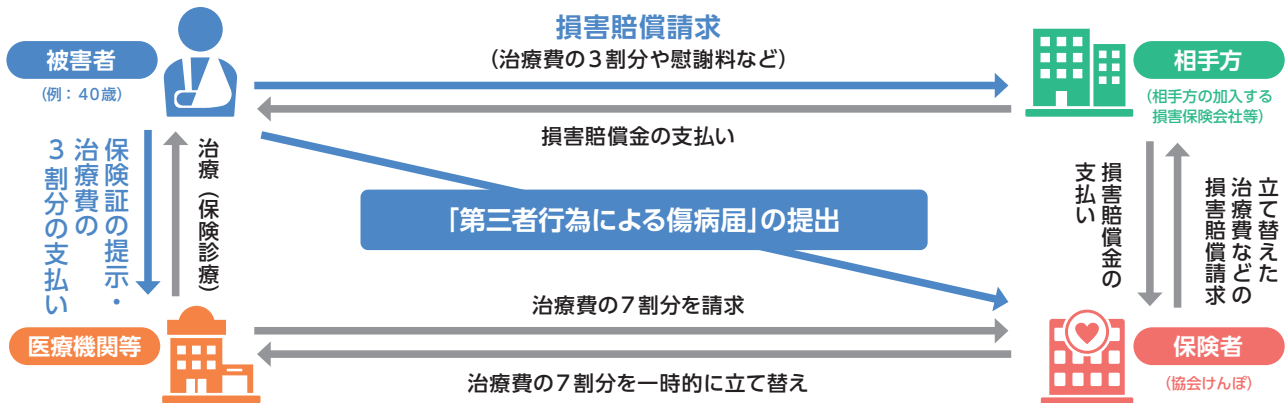 損害賠償請求
（治療費の３割分や慰謝料など）
被害者
（例：40歳）
相手方
（相手方の加入する
損害保険会社等）
損害賠償金の支払い
保険証の提示・
治療費の
３割分の支払い
治療（保険診療）
「第三者行為による傷病届」の提出
損害賠償金の
支払い
立て替えた
治療費などの
損害賠償請求
治療費の７割分を請求
医療機関等
保険者
（協会けんぽ）
治療費の７割分を一時的に立て替え